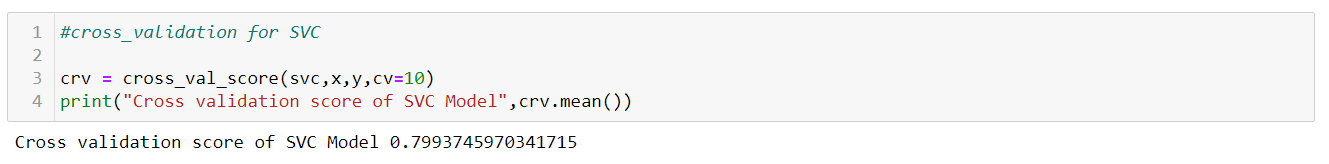 1 #cross_validation for SVC
2
3 crv = cross_val_score(svc,x,y,cv=10)
4 print("Cross validation score of SVC Model",crv.mean())
Cross validation score of SVC Model 0.7993745970341715